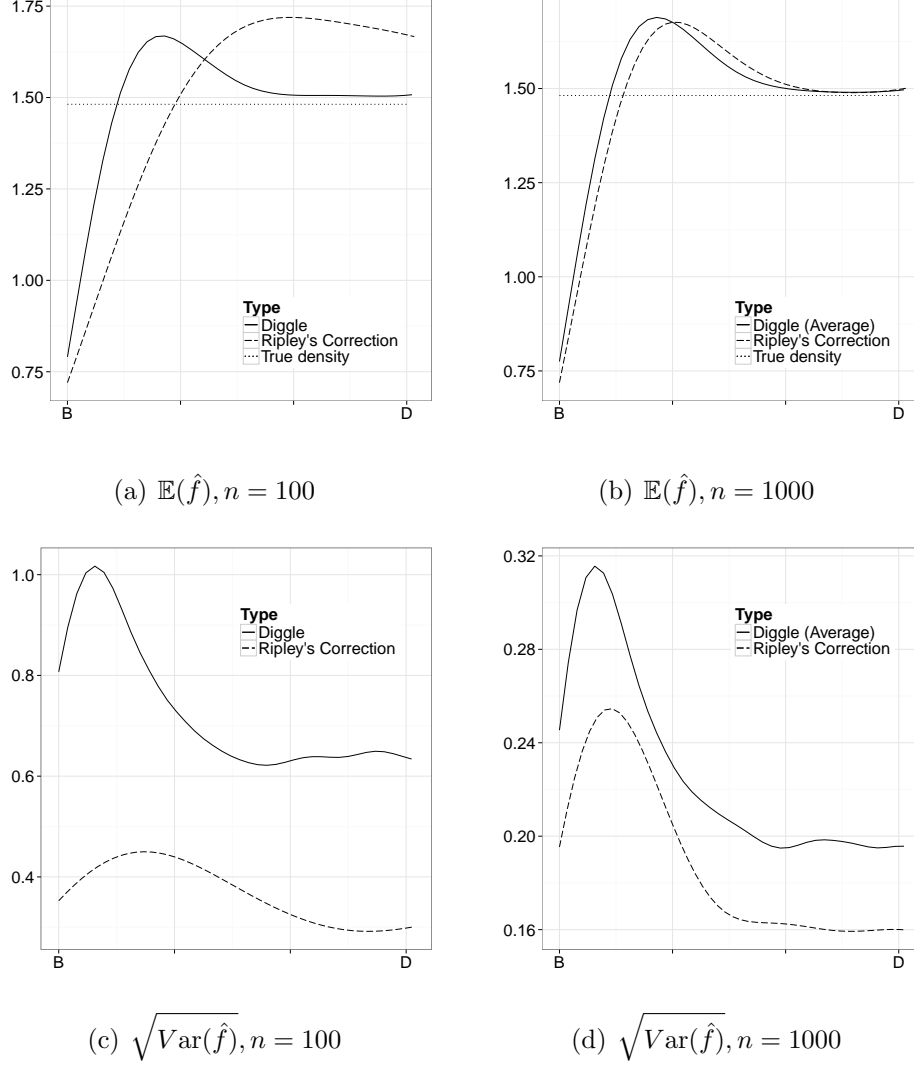 1.75
1.50
1.25
1.00
0.75
Type
Diggle
Ripley's Correction
True density
B
D
(a) 𝔼(f̂), n = 100
1.50
1.25
1.00
0.75
Type
Diggle (Average)
Ripley's Correction
True density
B
D
(b) 𝔼(f̂), n = 1000
1.0
0.8
0.6
0.4
Type
Diggle
Ripley's Correction
B
D
(c) √Var(f̂), n = 100
0.32
0.28
0.24
0.20
0.16
Type
Diggle (Average)
Ripley's Correction
B
D
(d) √Var(f̂), n = 1000